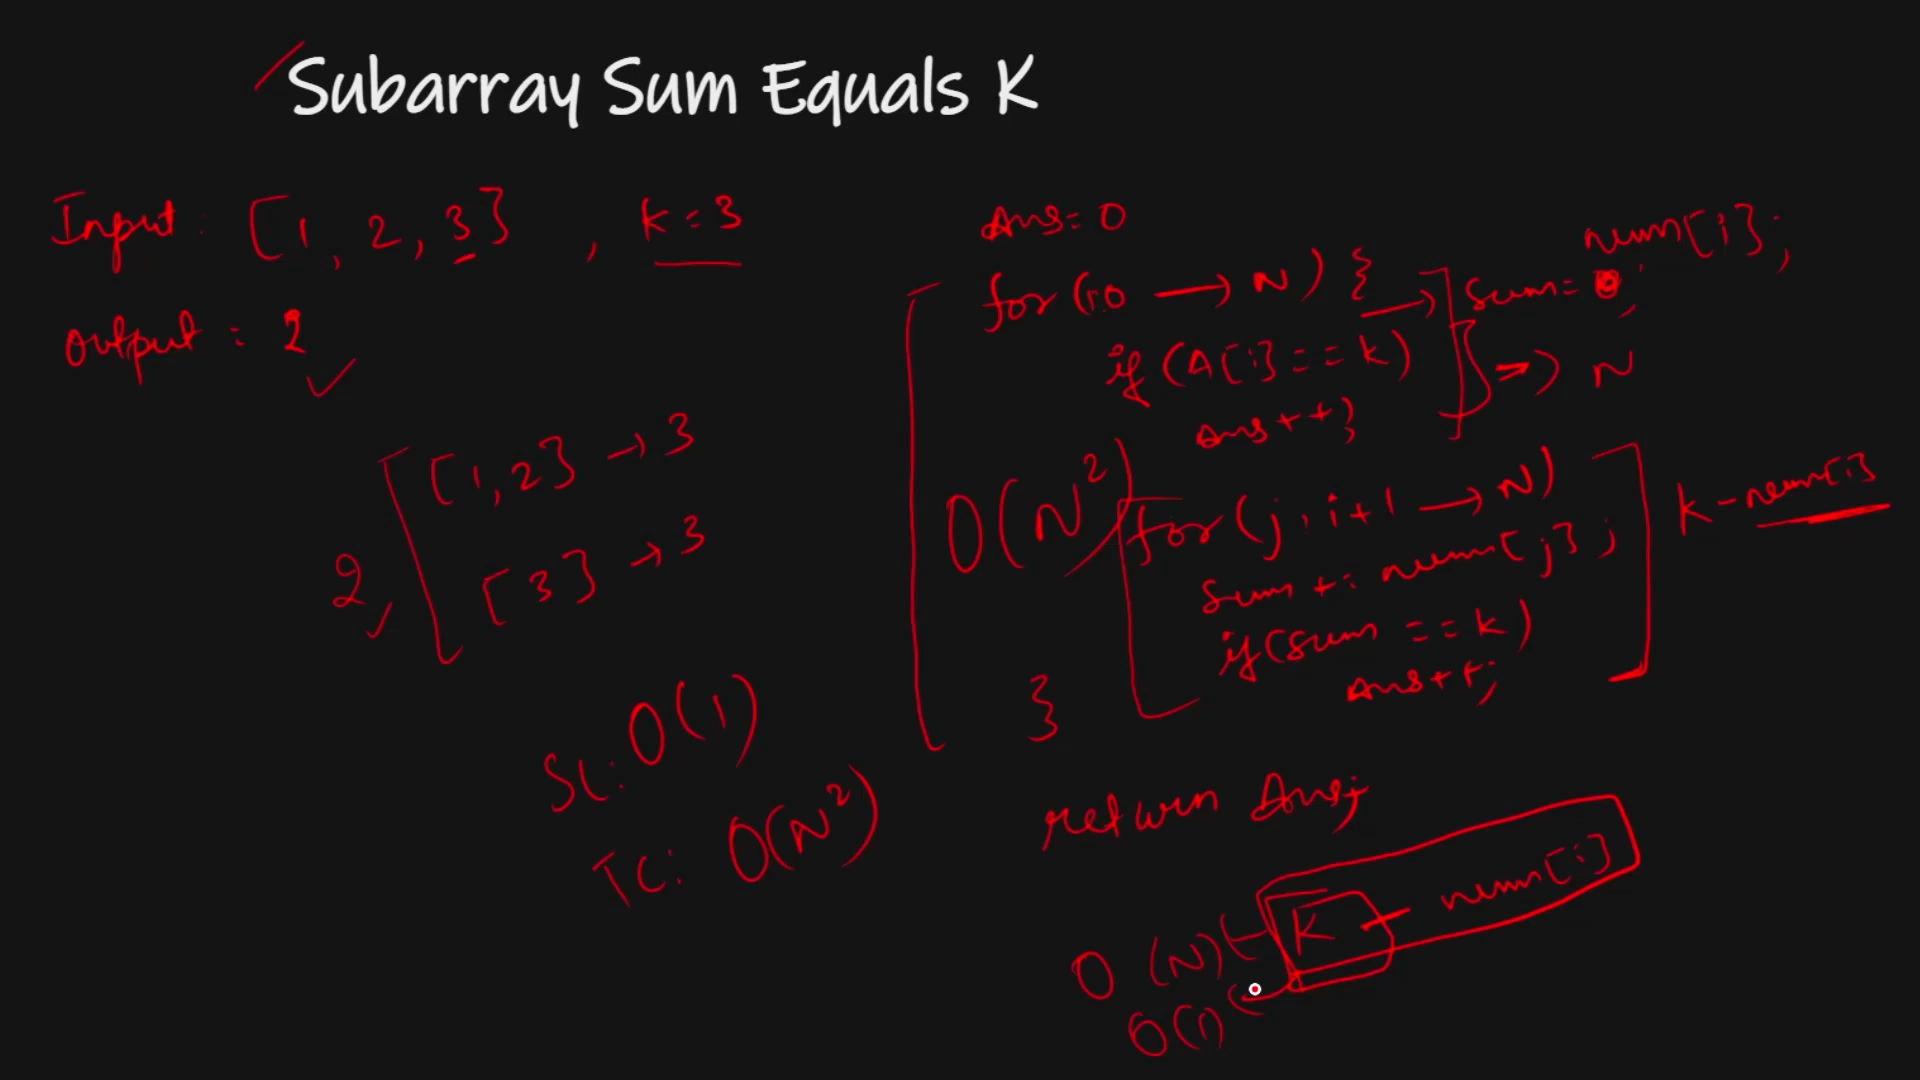 Subarray Sum Equals K
Input : [1, 2, 3] , K = 3
Output : 2
[1, 2] → 3
[3] → 3
2
SC: O(1)
TC: O(N²)
Ans = 0
for (i:0 → N) {
sum = 0;
num[i];
if (A[i] == K)
Ans++;
→ N
O(N²)
for (j: i+1 → N)
sum += num[j];
if (sum == K)
Ans++;
K - num[i]
}
return Ans;
K - num[i]
O (N)
O(1)